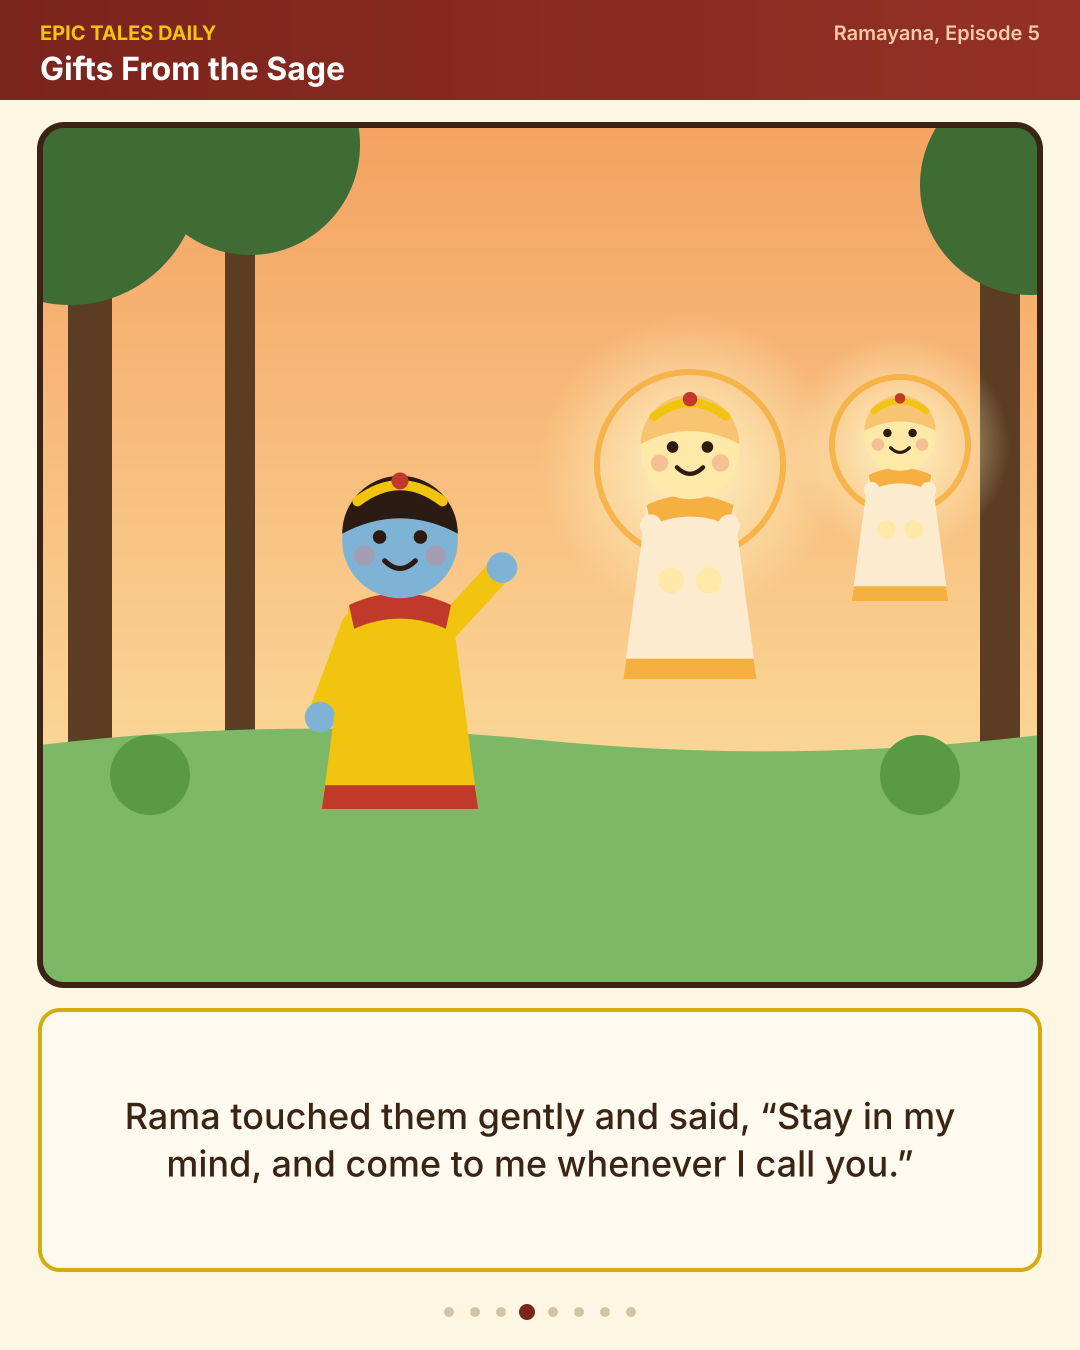 EPIC TALES DAILY
Ramayana, Episode 5
Gifts From the Sage
Rama touched them gently and said, “Stay in my
mind, and come to me whenever I call you.”